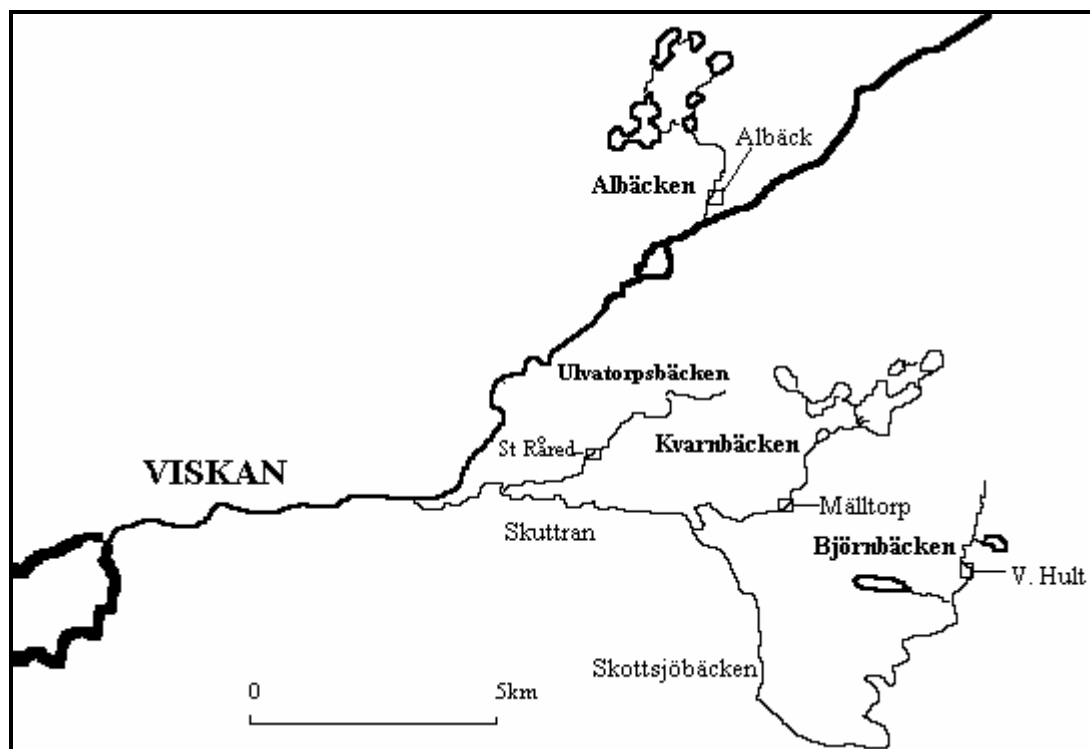 Albäck
Albäcken
Ulvatorpsbäcken
St Råred
Kvarnbäcken
VISKAN
Mälltorp
Skuttran
Björnbäcken
V. Hult
Skottsjöbäcken
0 5km